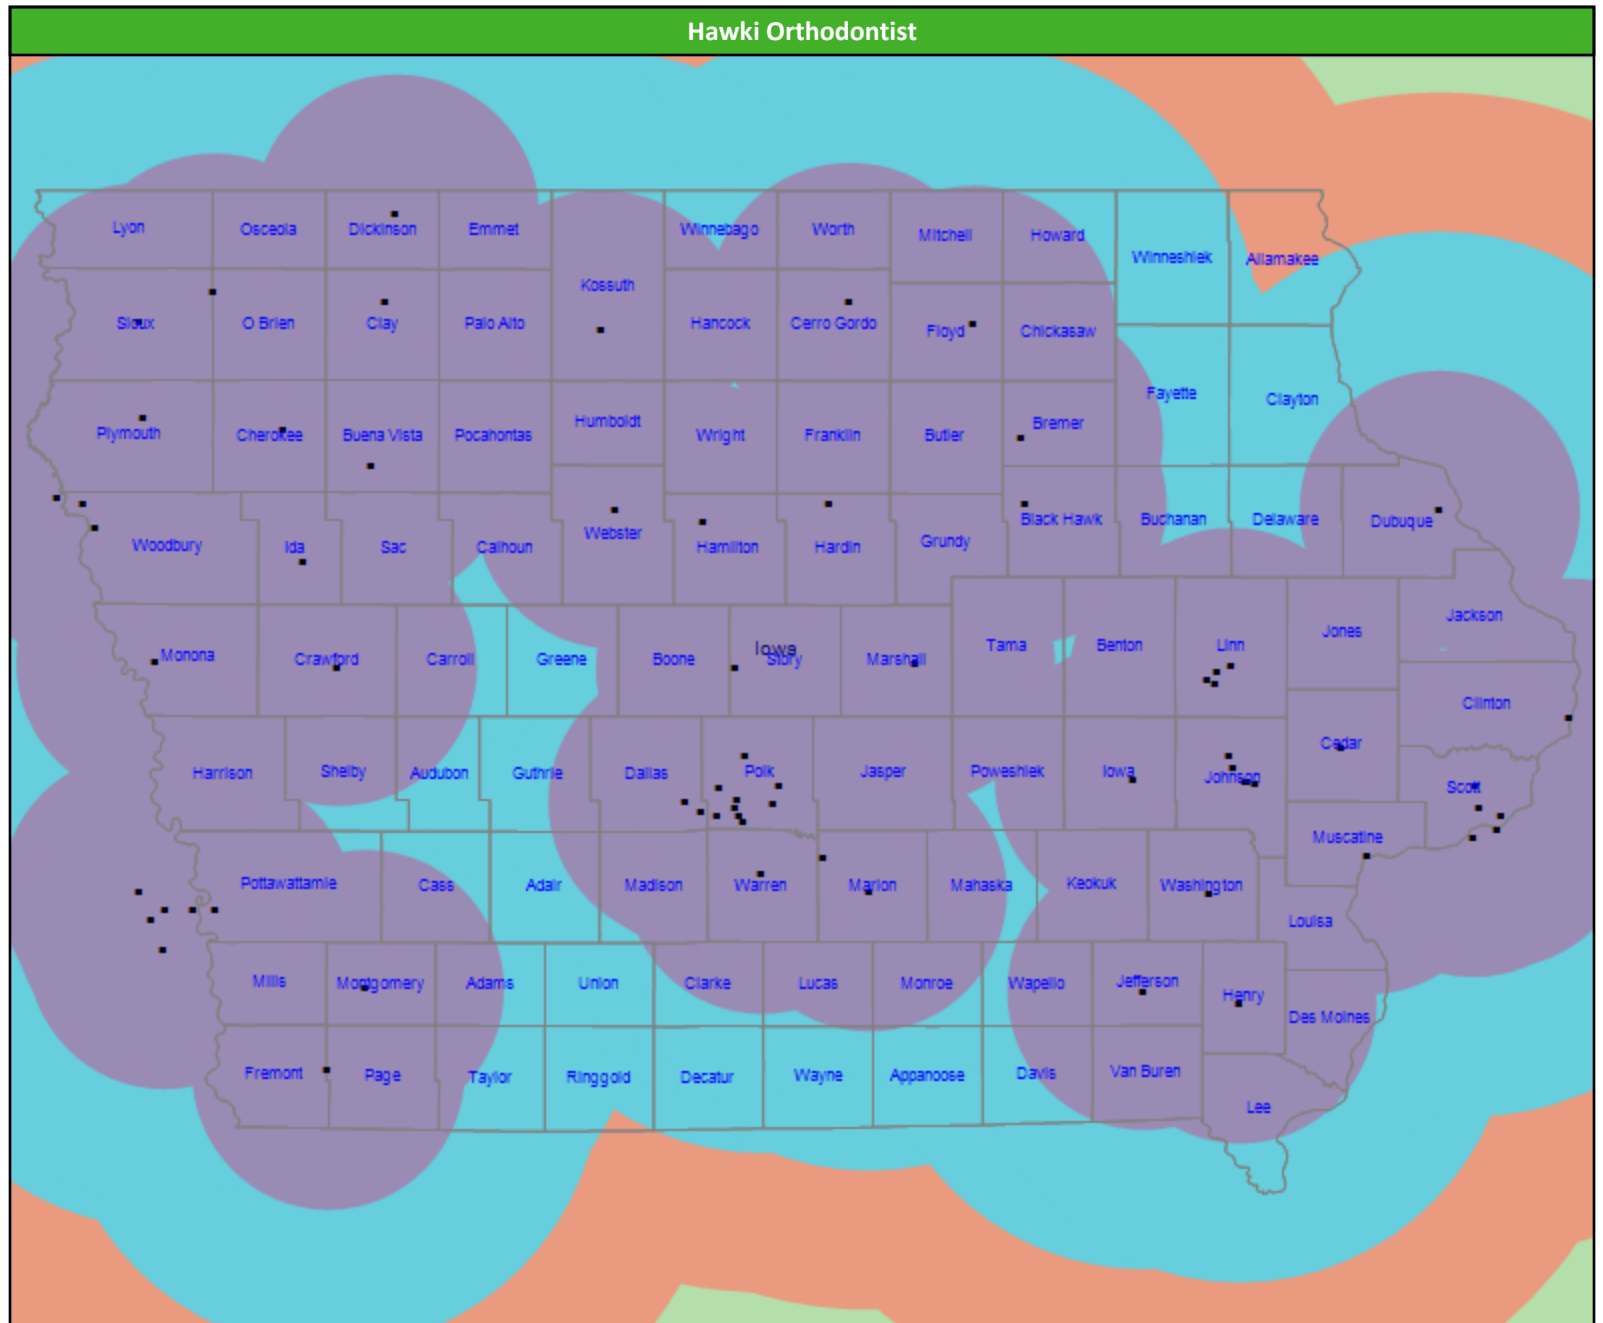 Hawki Orthodontist
Lyon
Osceola
Dickinson
Emmet
Winnebago
Worth
Mitchell
Howard
Winneshiek
Allamakee
Kossuth
Sioux
O Brien
Clay
Palo Alto
Hancock
Cerro Gordo
Floyd
Chickasaw
Fayette
Clayton
Plymouth
Cherokee
Buena Vista
Pocahontas
Humboldt
Wright
Franklin
Butler
Bremer
Woodbury
Ida
Sac
Calhoun
Webster
Hamilton
Hardin
Grundy
Black Hawk
Buchanan
Delaware
Dubuque
Jackson
Monona
Crawford
Carroll
Greene
Boone
Iowa
Story
Marshall
Tama
Benton
Linn
Jones
Clinton
Harrison
Shelby
Audubon
Guthrie
Dallas
Polk
Jasper
Poweshiek
Iowa
Johnson
Cedar
Scott
Muscatine
Pottawattamie
Cass
Adair
Madison
Warren
Marion
Mahaska
Keokuk
Washington
Louisa
Mills
Montgomery
Adams
Union
Clarke
Lucas
Monroe
Wapello
Jefferson
Henry
Des Moines
Fremont
Page
Taylor
Ringgold
Decatur
Wayne
Appanoose
Davis
Van Buren
Lee